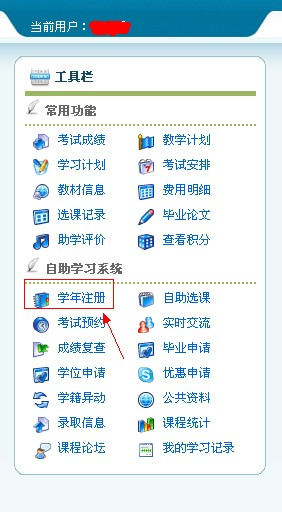 当前用户：
工具栏
常用功能
考试成绩 教学计划
学习计划 考试安排
教材信息 费用明细
选课记录 毕业论文
助学评价 查看积分
自助学习系统
学年注册 自助选课
考试预约 实时交流
成绩复查 毕业申请
学位申请 优惠申请
学籍异动 公共资料
录取信息 课程统计
课程论坛 我的学习记录